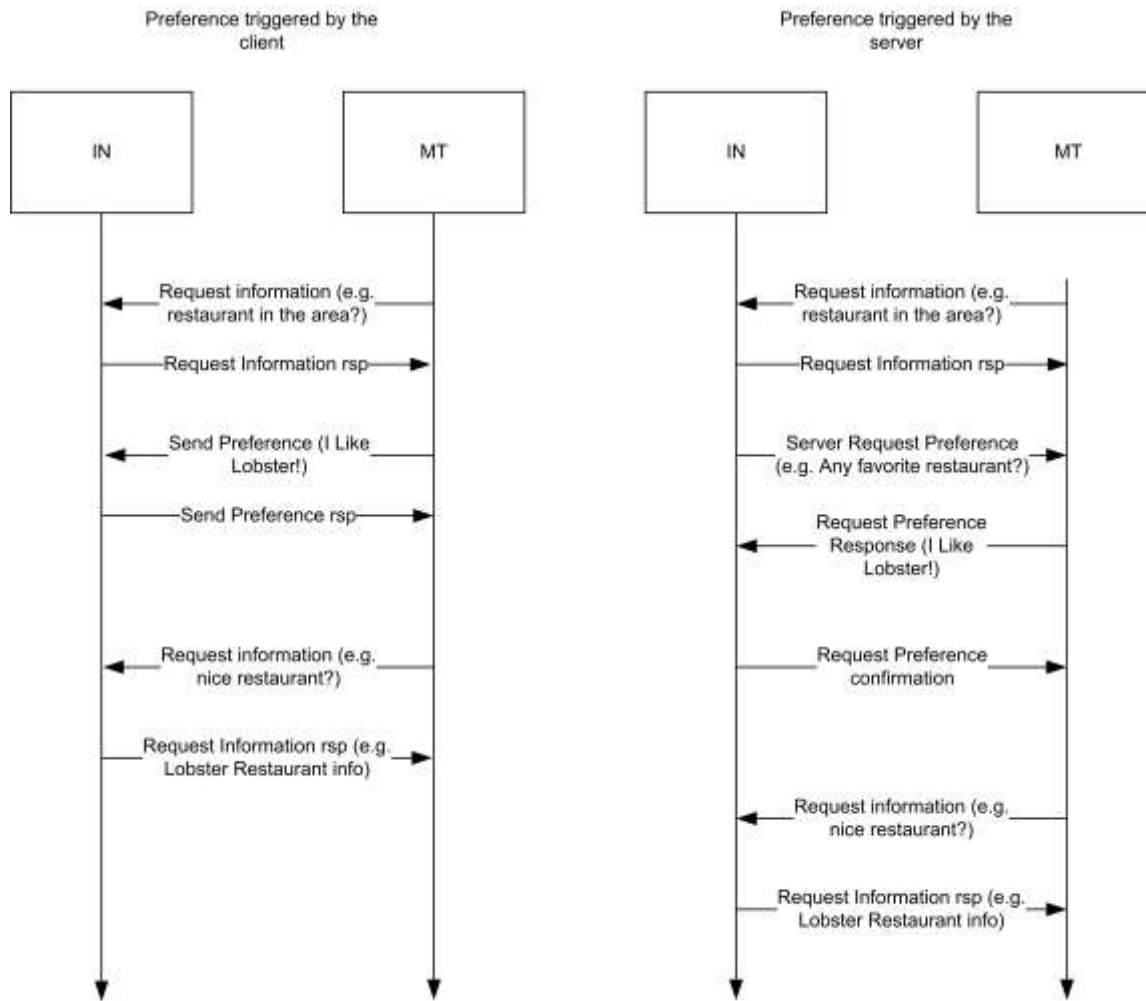 Preference triggered by the
client
IN
MT
Request information (e.g.
restaurant in the area?)
Request Information rsp
Send Preference (I Like
Lobster!)
Send Preference rsp
Request information (e.g.
nice restaurant?)
Request Information rsp (e.g.
Lobster Restaurant info)
Preference triggered by the
server
IN
MT
Request information (e.g.
restaurant in the area?)
Request Information rsp
Server Request Preference
(e.g. Any favorite restaurant?)
Request Preference
Response (I Like
Lobster!)
Request Preference
confirmation
Request information (e.g.
nice restaurant?)
Request Information rsp (e.g.
Lobster Restaurant info)